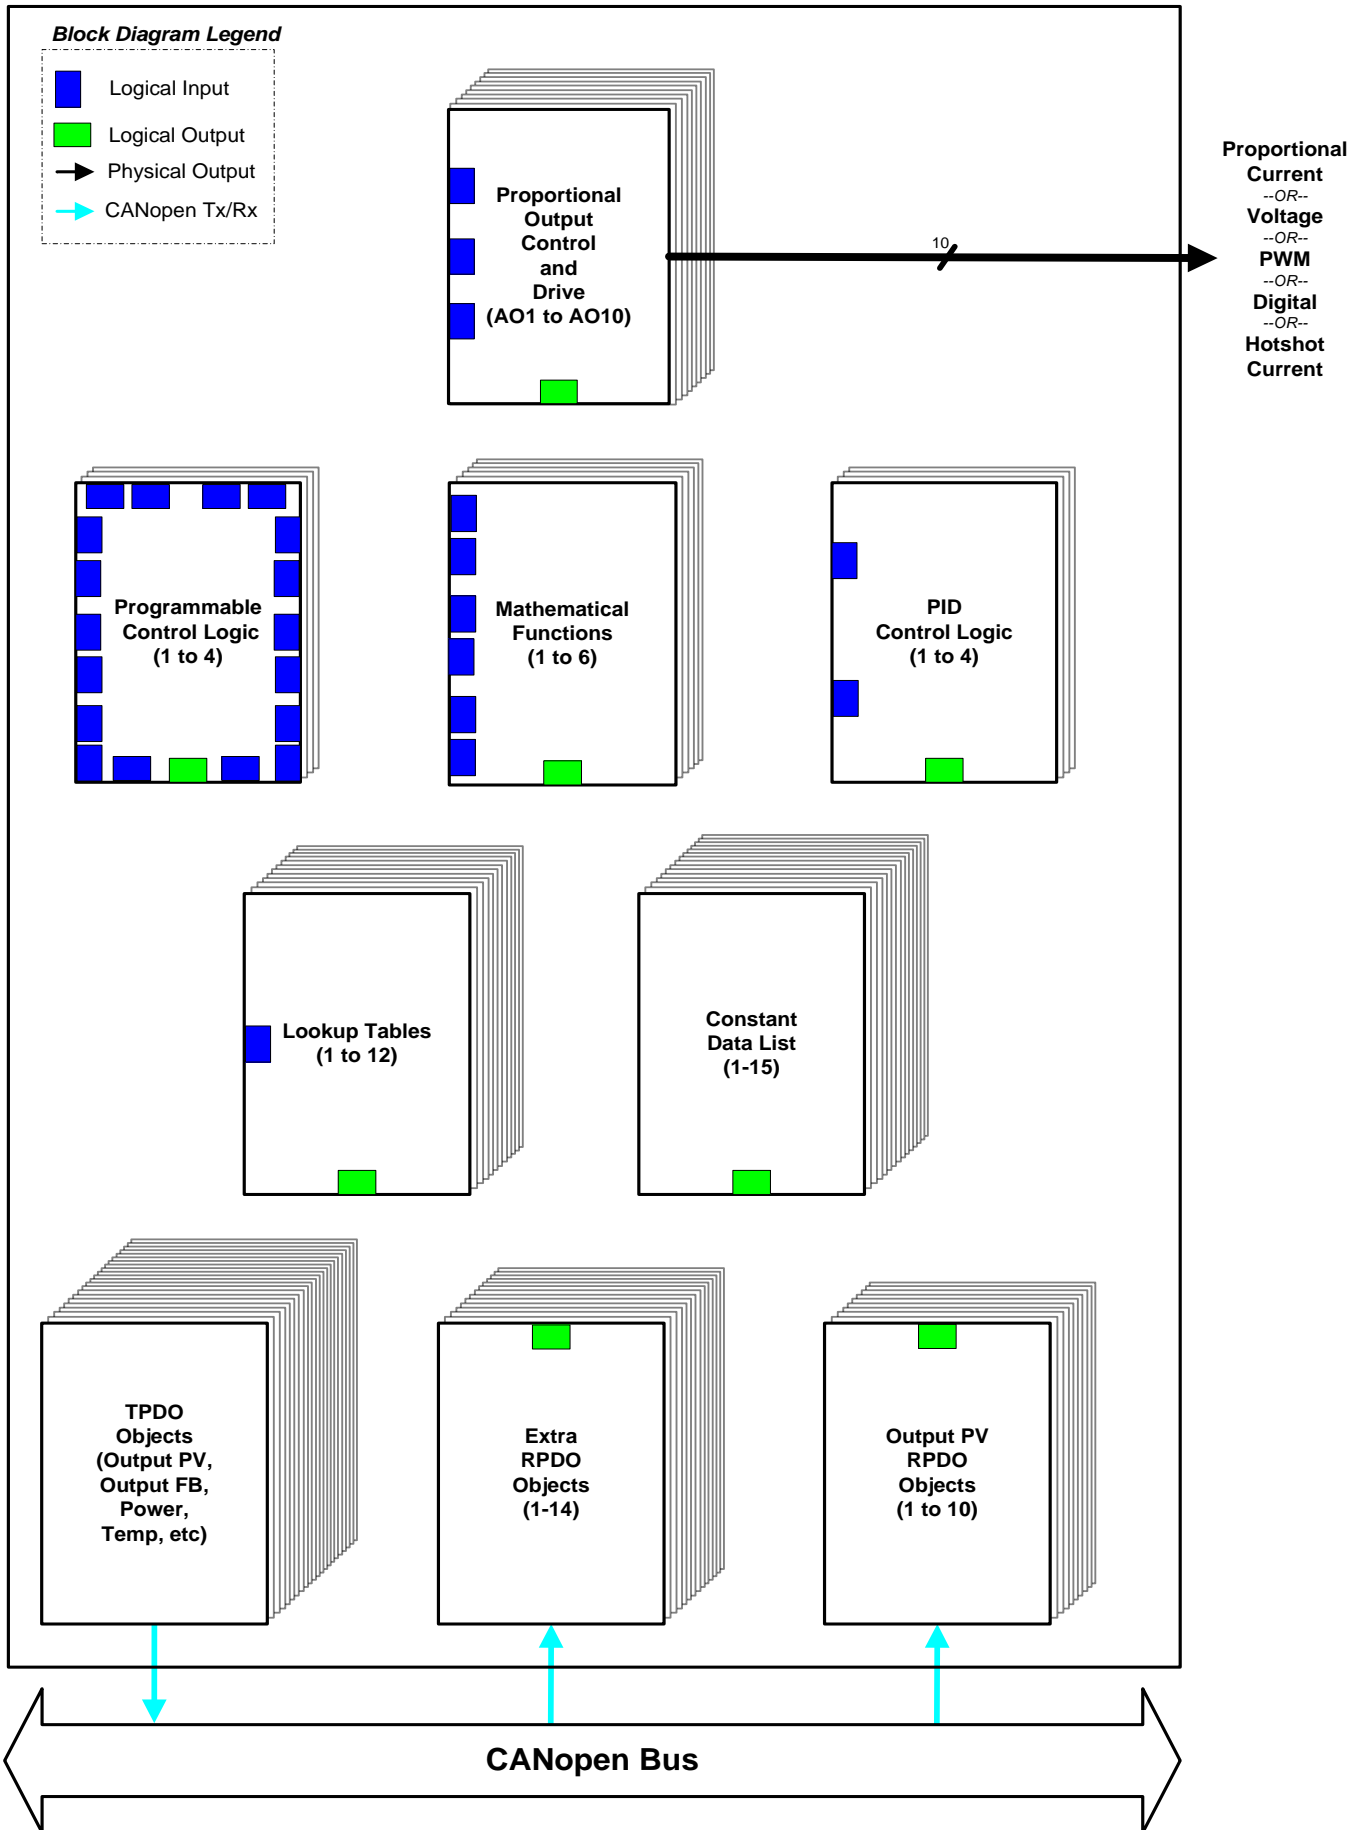 Block Diagram Legend
Logical Input
Logical Output
Physical Output
CANopen Tx/Rx
Proportional
Output
Control
and
Drive
(AO1 to AO10)
10
Proportional
Current
--OR--
Voltage
--OR--
PWM
--OR--
Digital
--OR--
Hotshot
Current
Programmable
Control Logic
(1 to 4)
Mathematical
Functions
(1 to 6)
PID
Control Logic
(1 to 4)
Lookup Tables
(1 to 12)
Constant
Data List
(1-15)
TPDO
Objects
(Output PV,
Output FB,
Power,
Temp, etc)
Extra
RPDO
Objects
(1-14)
Output PV
RPDO
Objects
(1 to 10)
CANopen Bus